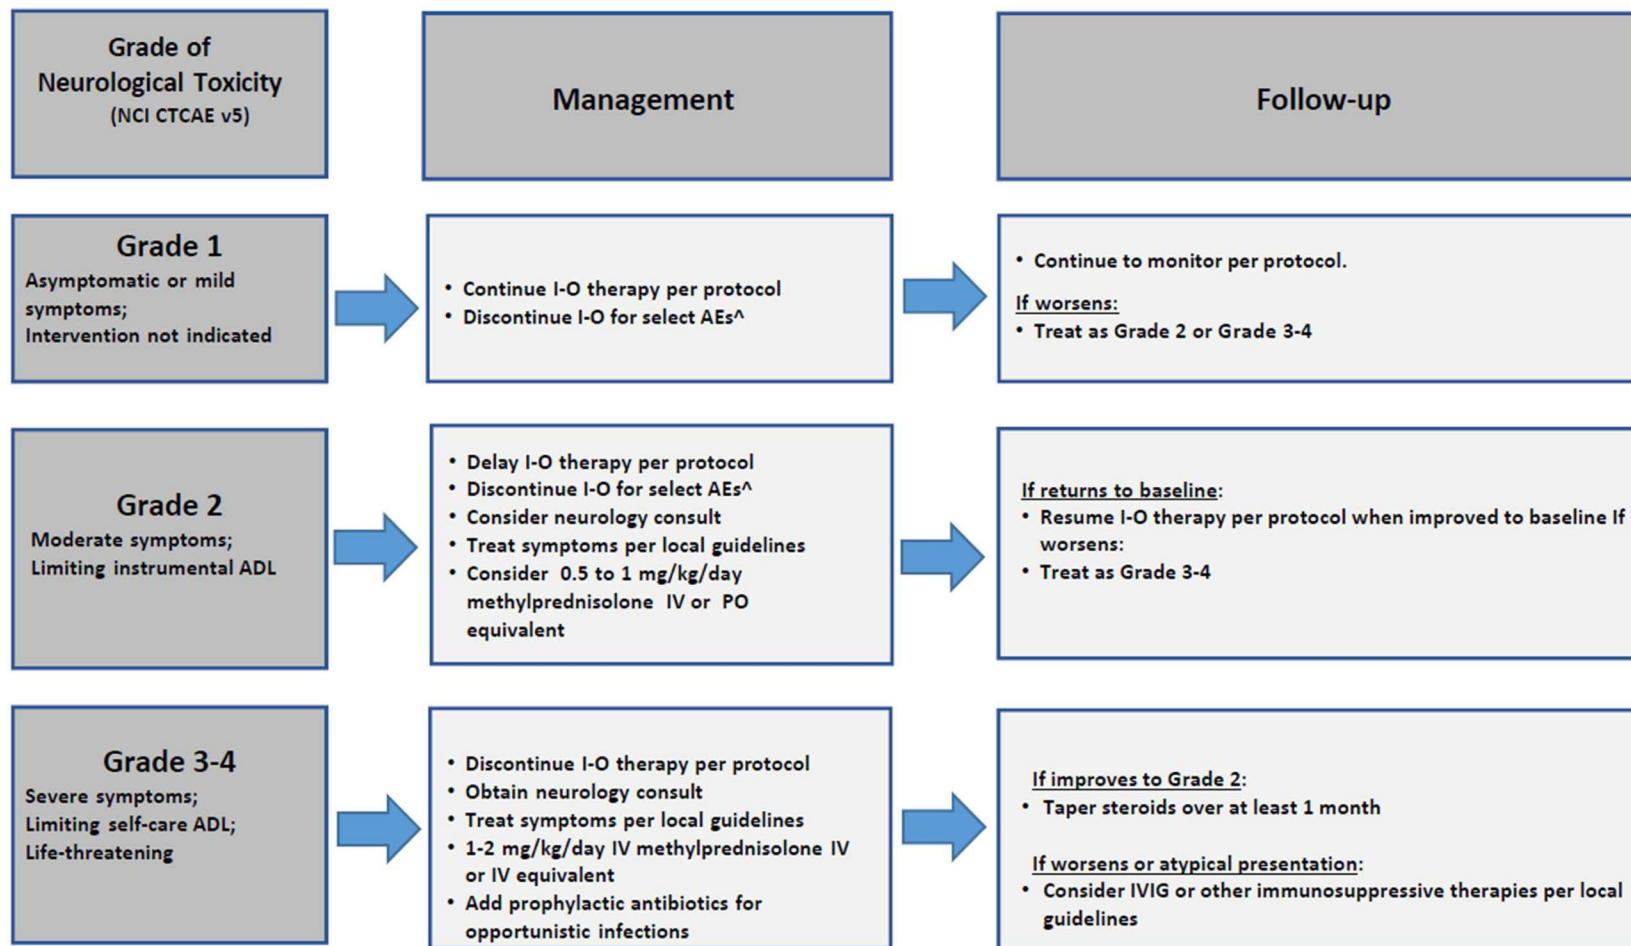 Grade of
Neurological Toxicity
(NCI CTCAE v5)
Management
Follow-up
Grade 1
Asymptomatic or mild
symptoms;
Intervention not indicated
• Continue I-O therapy per protocol
• Discontinue I-O for select AEs^
• Continue to monitor per protocol.
If worsens:
• Treat as Grade 2 or Grade 3-4
Grade 2
Moderate symptoms;
Limiting instrumental ADL
• Delay I-O therapy per protocol
• Discontinue I-O for select AEs^
• Consider neurology consult
• Treat symptoms per local guidelines
• Consider 0.5 to 1 mg/kg/day
methylprednisolone IV or PO
equivalent
If returns to baseline:
• Resume I-O therapy per protocol when improved to baseline If
worsens:
• Treat as Grade 3-4
Grade 3-4
Severe symptoms;
Limiting self-care ADL;
Life-threatening
• Discontinue I-O therapy per protocol
• Obtain neurology consult
• Treat symptoms per local guidelines
• 1-2 mg/kg/day IV methylprednisolone IV
or IV equivalent
• Add prophylactic antibiotics for
opportunistic infections
If improves to Grade 2:
• Taper steroids over at least 1 month
If worsens or atypical presentation:
• Consider IVIG or other immunosuppressive therapies per local
guidelines